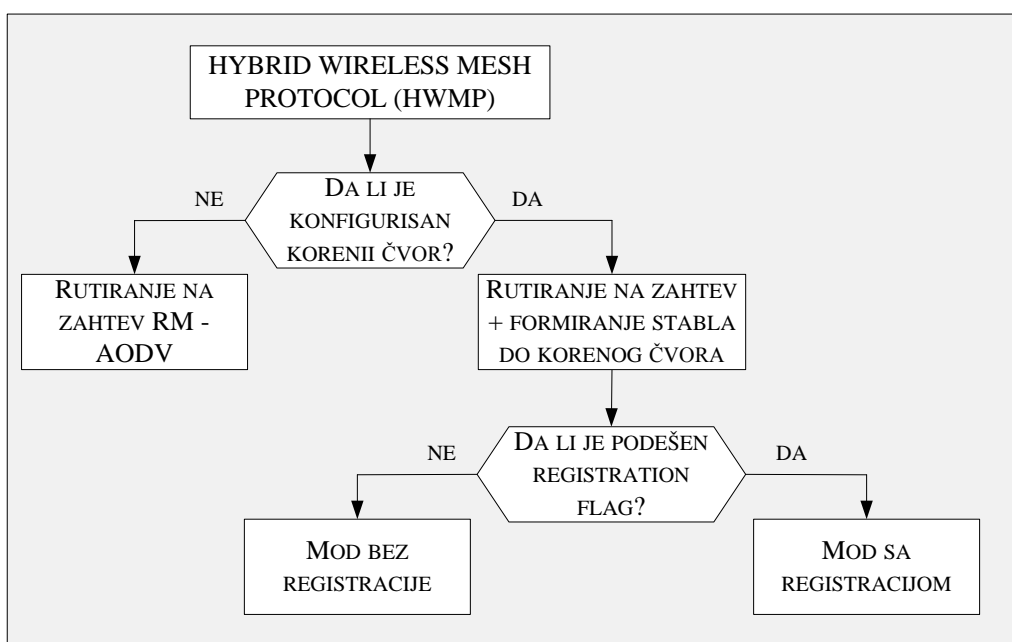 HYBRID WIRELESS MESH
PROTOCOL (HWMP)
DA LI JE
KONFIGURISAN
KORENII ČVOR?
NE
DA
RUTIRANJE NA
ZAHTEV RM -
AODV
RUTIRANJE NA ZAHTEV
+ FORMIRANJE STABLA
DO KORENOG ČVORA
DA LI JE PODEŠEN
REGISTRATION
FLAG?
NE
DA
MOD BEZ
REGISTRACIJE
MOD SA
REGISTRACIJOM